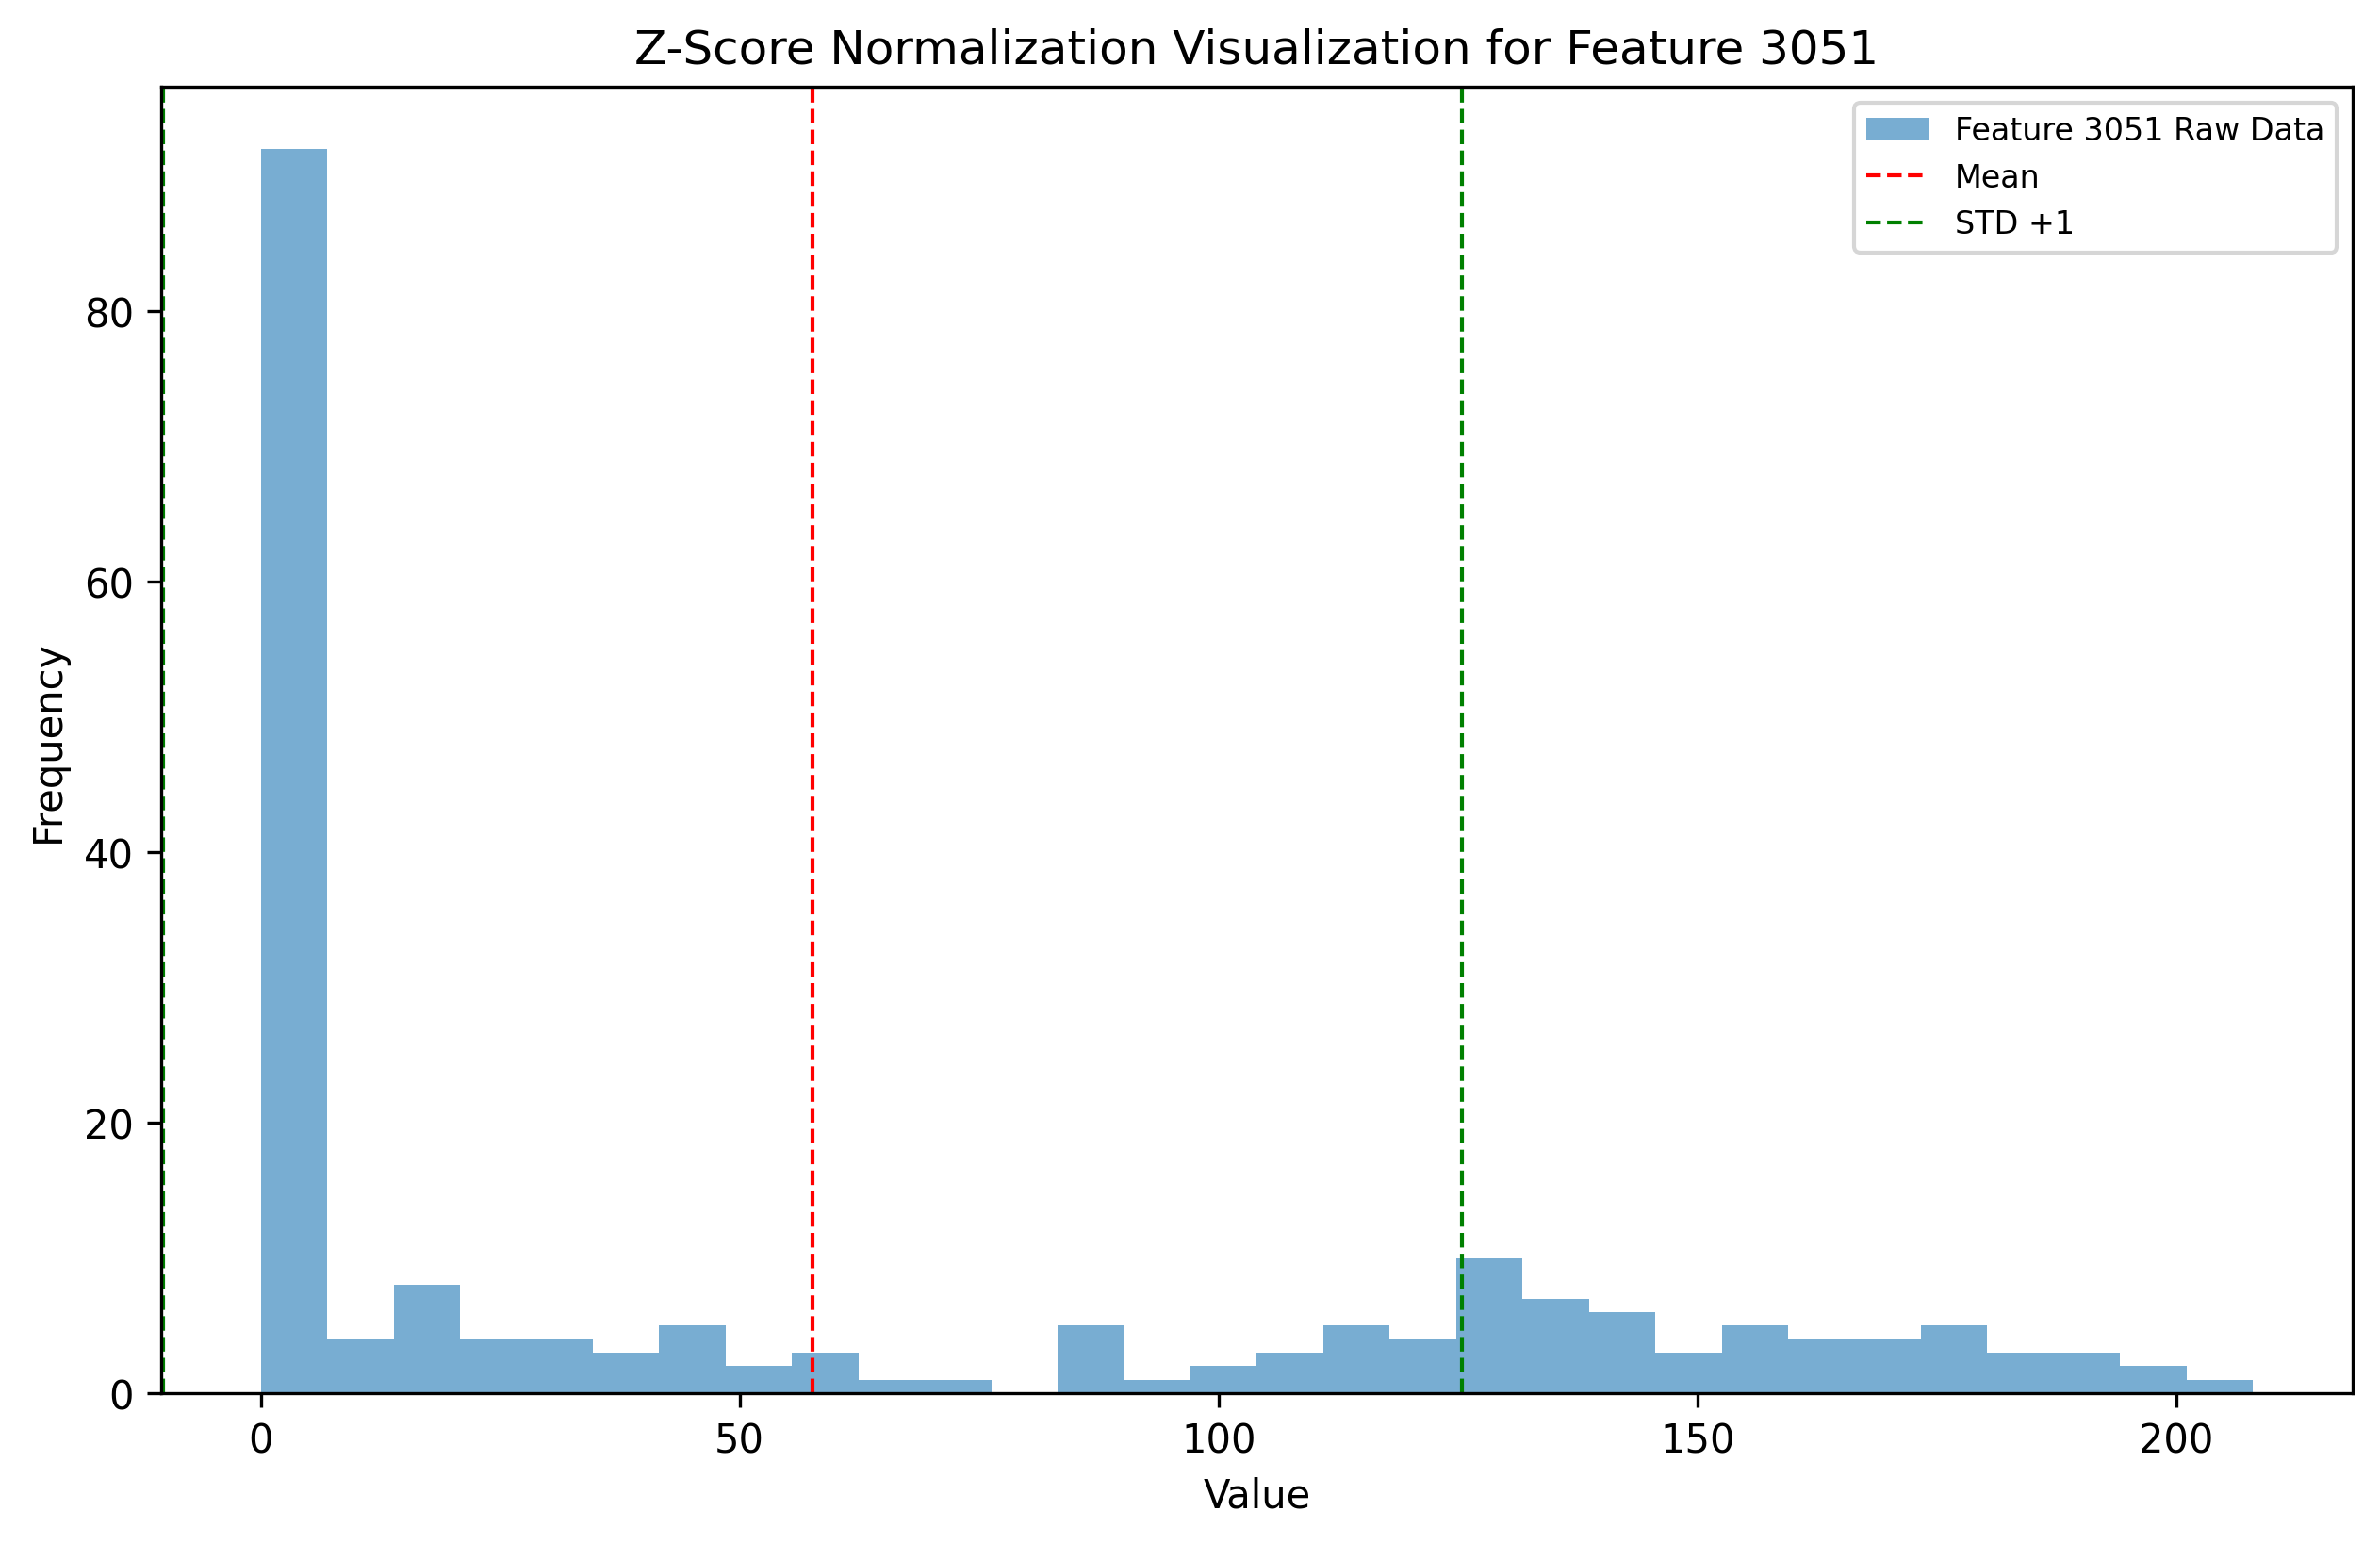 Z-Score Normalization Visualization for Feature 3051
Feature 3051 Raw Data
Mean
STD +1
Frequency
80
60
40
20
0
0 50 100 150 200
Value